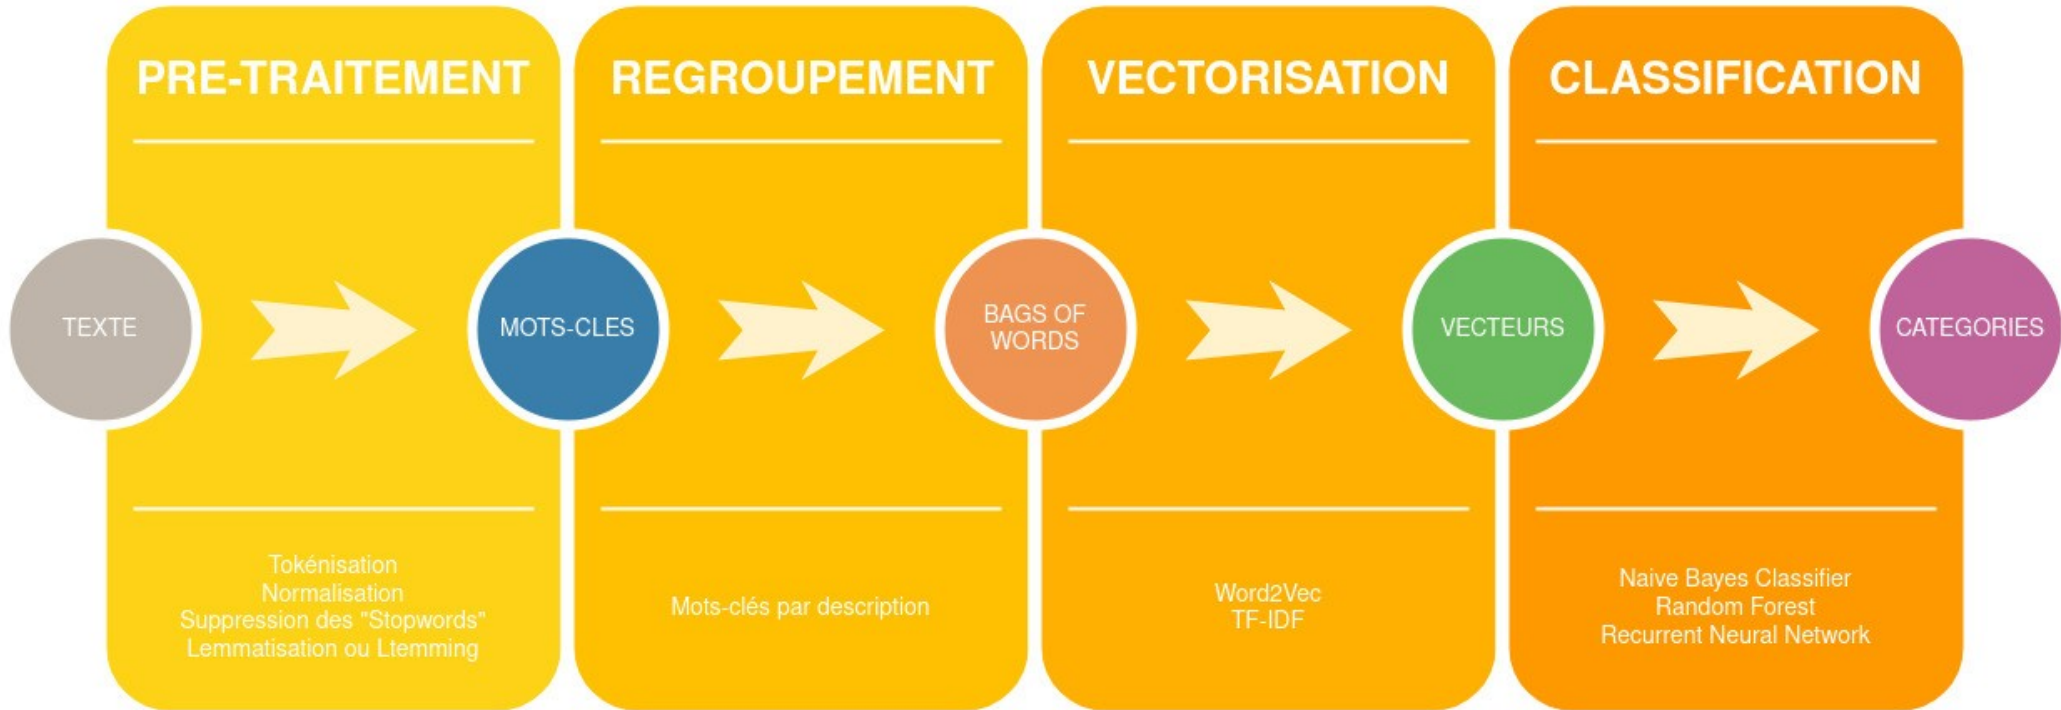 PRE-TRAITEMENT
REGROUPEMENT
VECTORISATION
CLASSIFICATION
TEXTE
MOTS-CLES
BAGS OF
WORDS
VECTEURS
CATEGORIES
Tokénisation
Normalisation
Suppression des "Stopwords"
Lemmatisation ou Ltemming
Mots-clés par description
Word2Vec
TF-IDF
Naive Bayes Classifier
Random Forest
Recurrent Neural Network